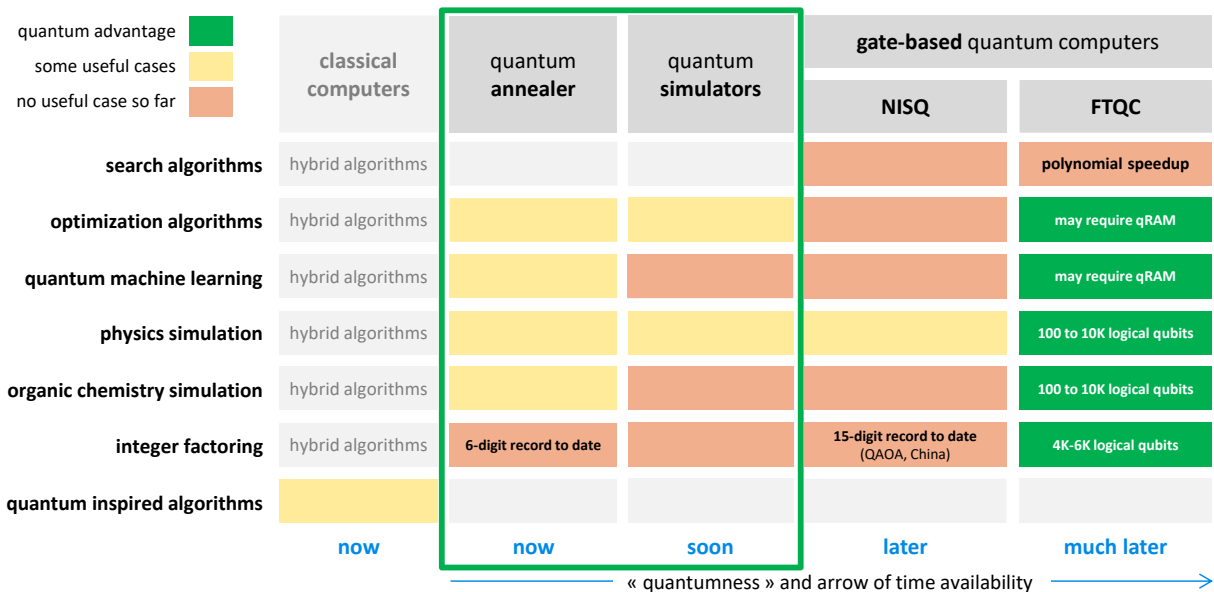 quantum advantage
some useful cases
no useful case so far
classical
computers
quantum
annealer
quantum
simulators
gate-based quantum computers
NISQ
FTQC
search algorithms
hybrid algorithms
polynomial speedup
optimization algorithms
hybrid algorithms
may require qRAM
quantum machine learning
hybrid algorithms
may require qRAM
physics simulation
hybrid algorithms
100 to 10K logical qubits
organic chemistry simulation
hybrid algorithms
100 to 10K logical qubits
integer factoring
hybrid algorithms
6-digit record to date
15-digit record to date
(QAOA, China)
4K-6K logical qubits
quantum inspired algorithms
now
now
soon
later
much later
« quantumness » and arrow of time availability